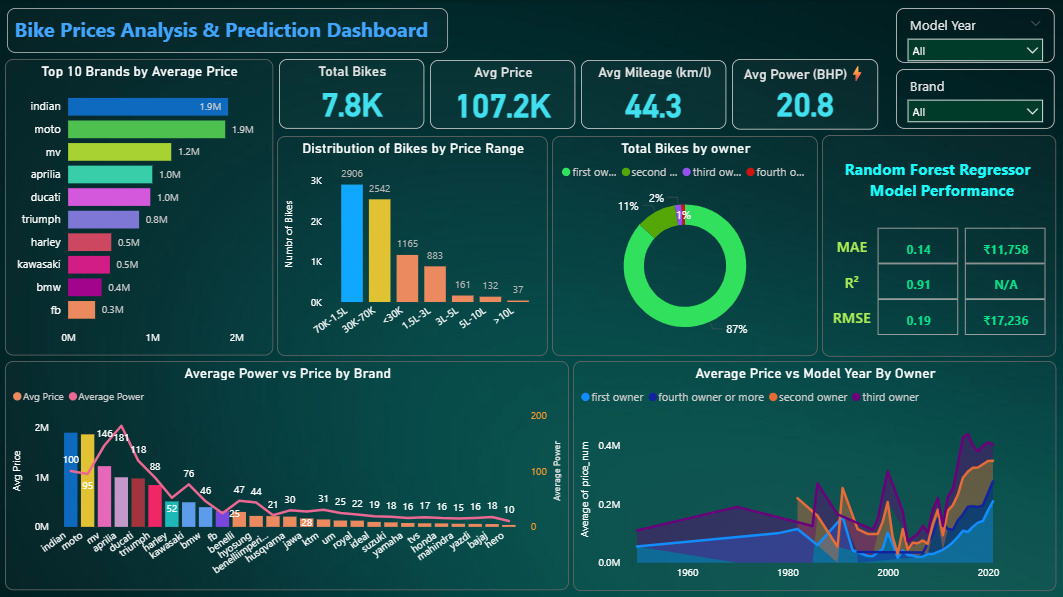 Bike Prices Analysis & Prediction Dashboard
Model Year
All
Brand
All
Top 10 Brands by Average Price
indian 1.9M
moto 1.9M
mv 1.2M
aprilia 1.0M
ducati 1.0M
triumph 0.8M
harley 0.5M
kawasaki 0.5M
bmw 0.4M
fb 0.3M
0M 1M 2M
Total Bikes
7.8K
Avg Price
107.2K
Avg Mileage (km/l)
44.3
Avg Power (BHP)⚡
20.8
Distribution of Bikes by Price Range
Numbr of Bikes
3K
2K
1K
0K
2906 2542 1165 883 161 132 37
70K-1.5L 30K-70K <30K 1.5L-3L 3L-5L 5L-10L >10L
Total Bikes by owner
first ow... second ... third ow... fourth o...
2%
11%
1%
87%
Random Forest Regressor
Model Performance
MAE 0.14 ₹11,758
R² 0.91 N/A
RMSE 0.19 ₹17,236
Average Power vs Price by Brand
Avg Price Average Power
Avg Price
2M
1M
0M
100 95 146 181 118 88 52 76 46 25 47 44 21 30 28 31 25 22 19 18 16 17 16 15 16 18 10
Average Power
200
100
0
indian moto mv aprilia ducati triumph harley kawasaki bmw fb benelli hyosung benelliimperi... husqvarna jawa ktm um royal ideal suzuki yamaha tvs honda mahindra yezdi bajaj hero
Average Price vs Model Year By Owner
first owner fourth owner or more second owner third owner
Average of price_num
0.4M
0.2M
0.0M
1960 1980 2000 2020